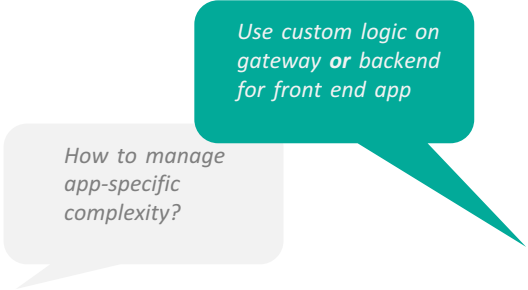 Use custom logic on
gateway or backend
for front end app
How to manage
app-specific
complexity?